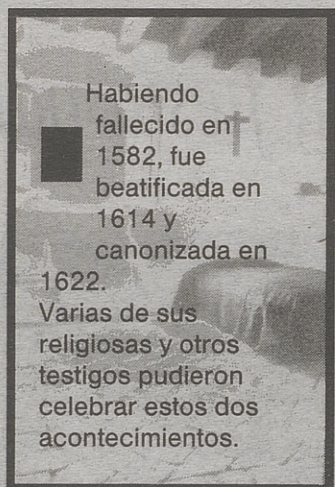 Habiendo
fallecido en
1582, fue
beatificada en
1614 y
canonizada en
1622.
Varias de sus
religiosas y otros
testigos pudieron
celebrar estos dos
acontecimientos.